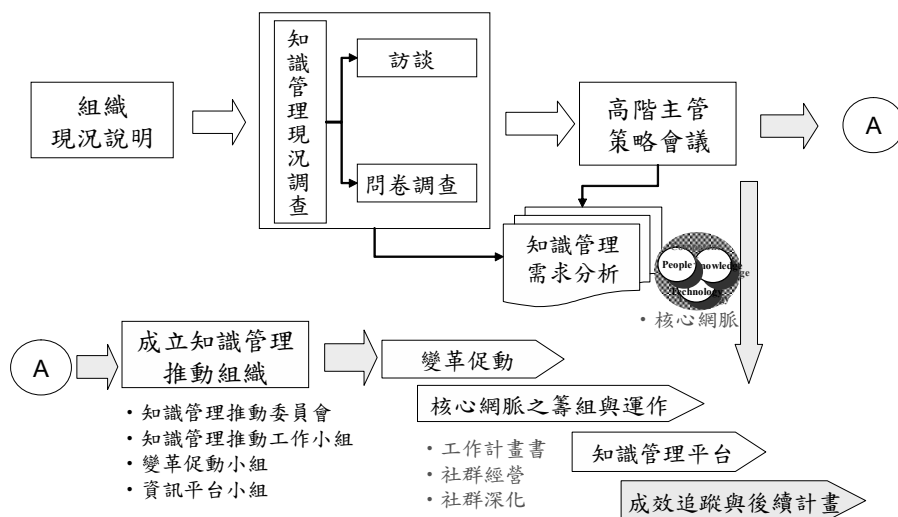 組織
現況說明
知識管理現況調查
訪談
問卷調查
高階主管
策略會議
A
知識管理
需求分析
People
Knowledge
Technology
・核心網脈
A
成立知識管理
推動組織
・知識管理推動委員會
・知識管理推動工作小組
・變革促動小組
・資訊平台小組
變革促動
核心網脈之籌組與運作
・工作計畫書
・社群經營
・社群深化
知識管理平台
成效追蹤與後續計畫